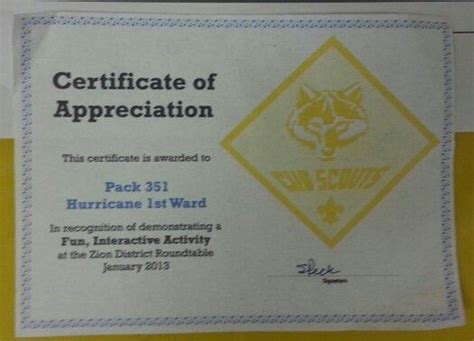 Certificate of
Appreciation
This certificate is awarded to
Pack 351
Hurricane 1st Ward
In recognition of demonstrating a
Fun, Interactive Activity
at the Zion District Roundtable
January 2013
CUB SCOUTS
Signature